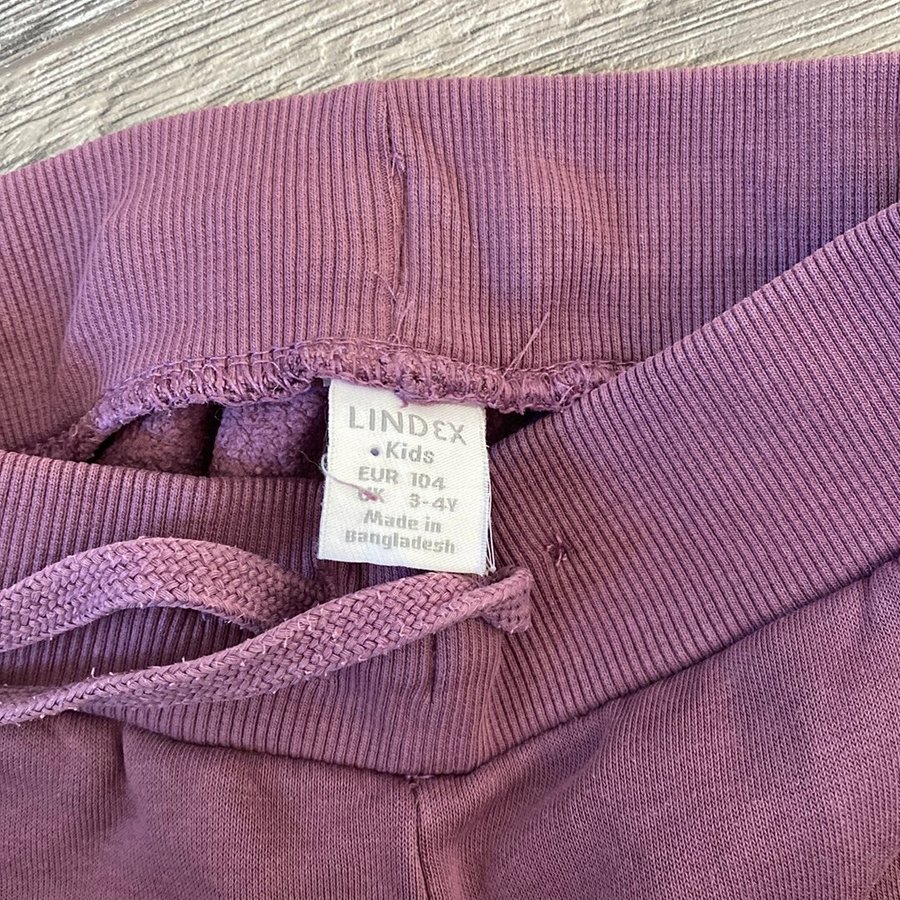 LINDEX
Kids
EUR 104
UK 3-4Y
Made in
Bangladesh